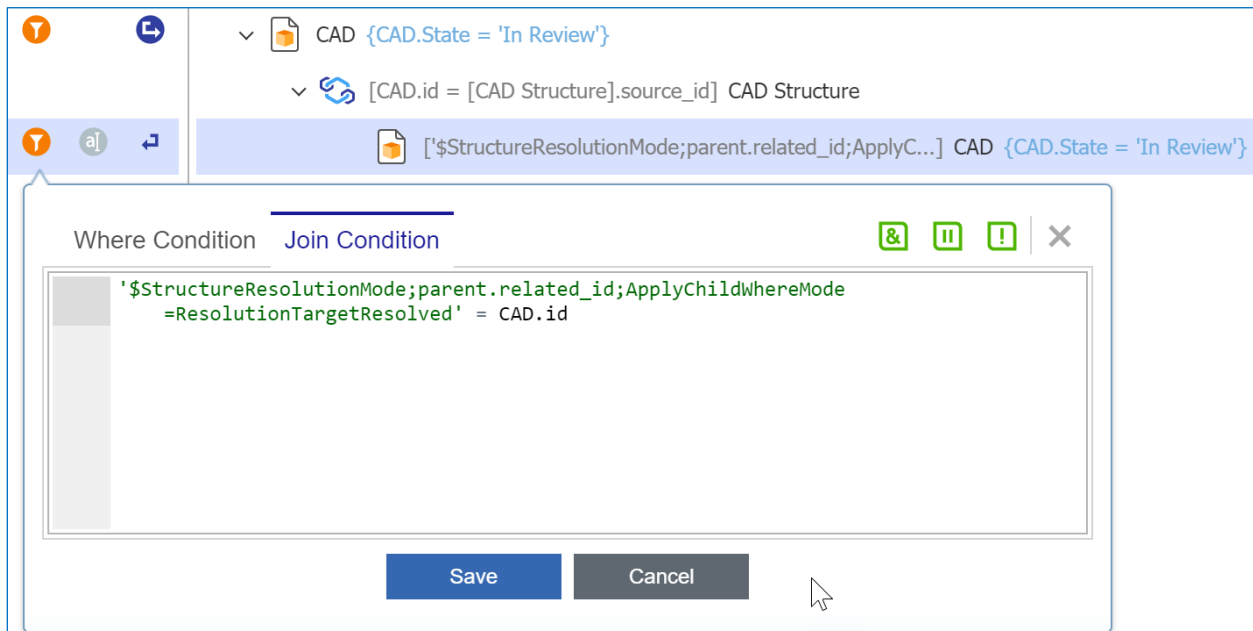 CAD {CAD.State = 'In Review'}
[CAD.id = [CAD Structure].source_id] CAD Structure
a ['$StructureResolutionMode;parent.related_id;ApplyC...] CAD {CAD.State = 'In Review'}
Where Condition Join Condition & !
'$StructureResolutionMode;parent.related_id;ApplyChildWhereMode
=ResolutionTargetResolved' = CAD.id
Save Cancel